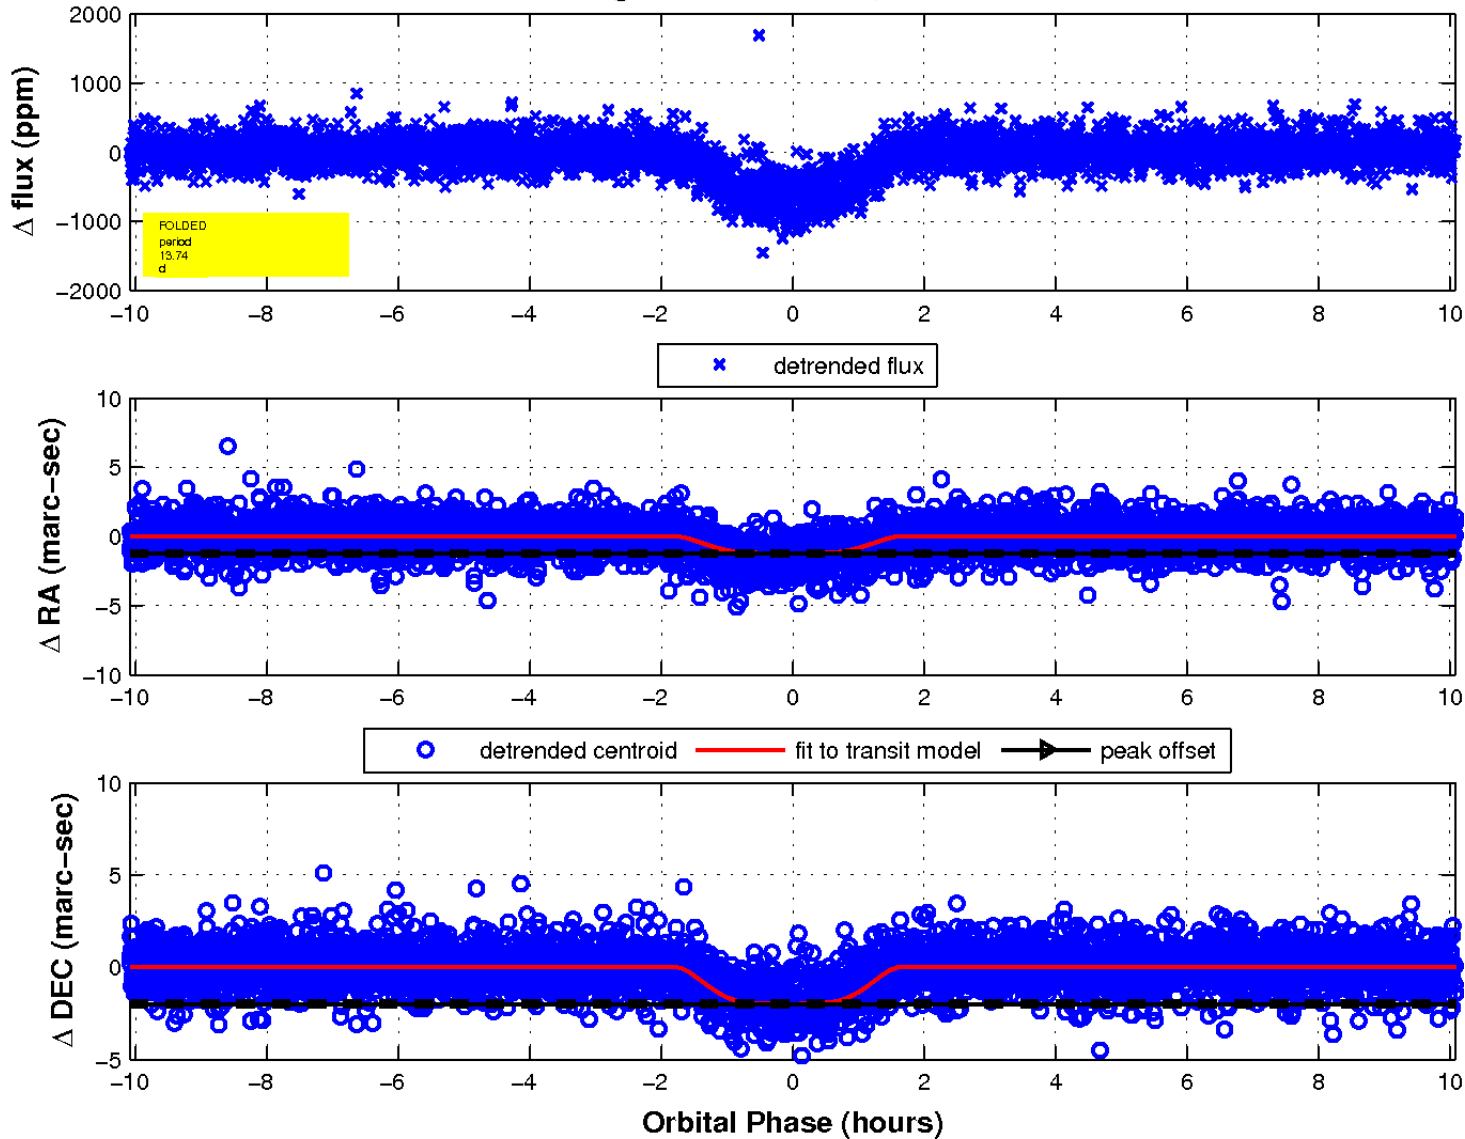 2000
1000
0
−1000
−2000
Δ flux (ppm)
FOLDED
period
13.74
d
−10 −8 −6 −4 −2 0 2 4 6 8 10
detrended flux
10
5
0
−5
−10
Δ RA (marc−sec)
−10 −8 −6 −4 −2 0 2 4 6 8 10
detrended centroid fit to transit model peak offset
10
5
0
−5
Δ DEC (marc−sec)
−10 −8 −6 −4 −2 0 2 4 6 8 10
Orbital Phase (hours)